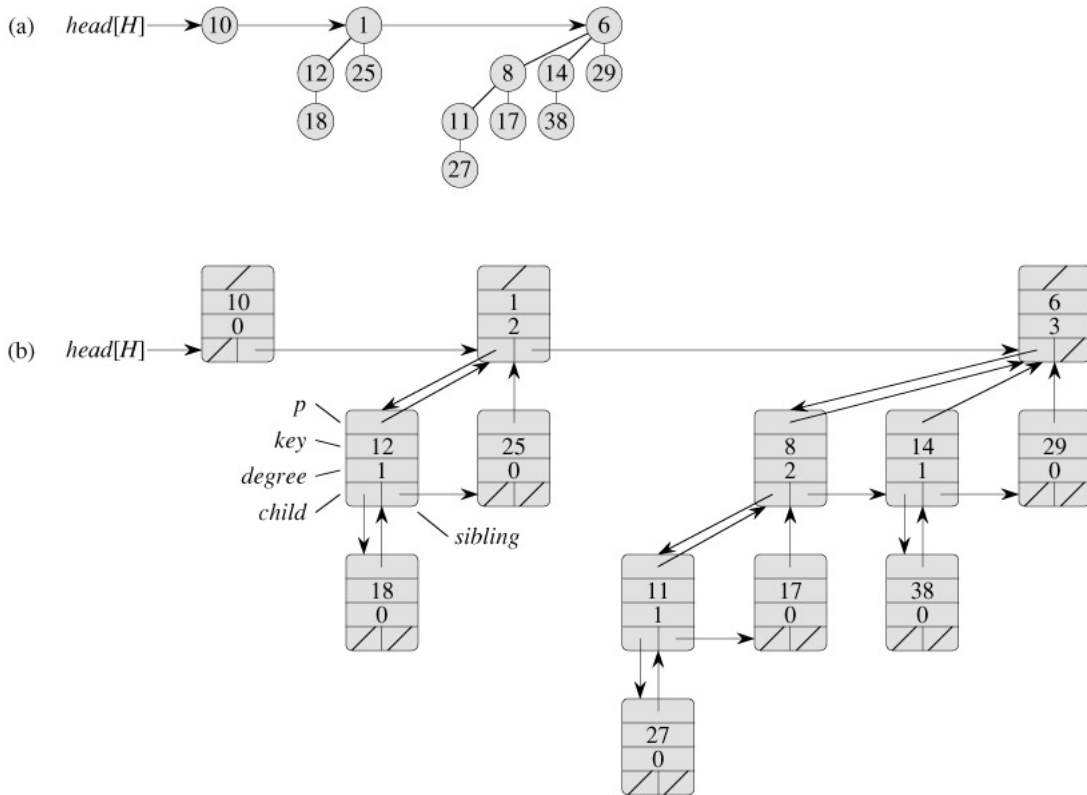 (a) head[H] 10 1 6
12 25 8 14 29
18 11 17 38
27
10 1 6
0 2 3
(b) head[H]
p
key 12 25 8 14 29
degree 1 0 2 1 0
child
sibling
18 11 17 38
0 1 0 0
27
0